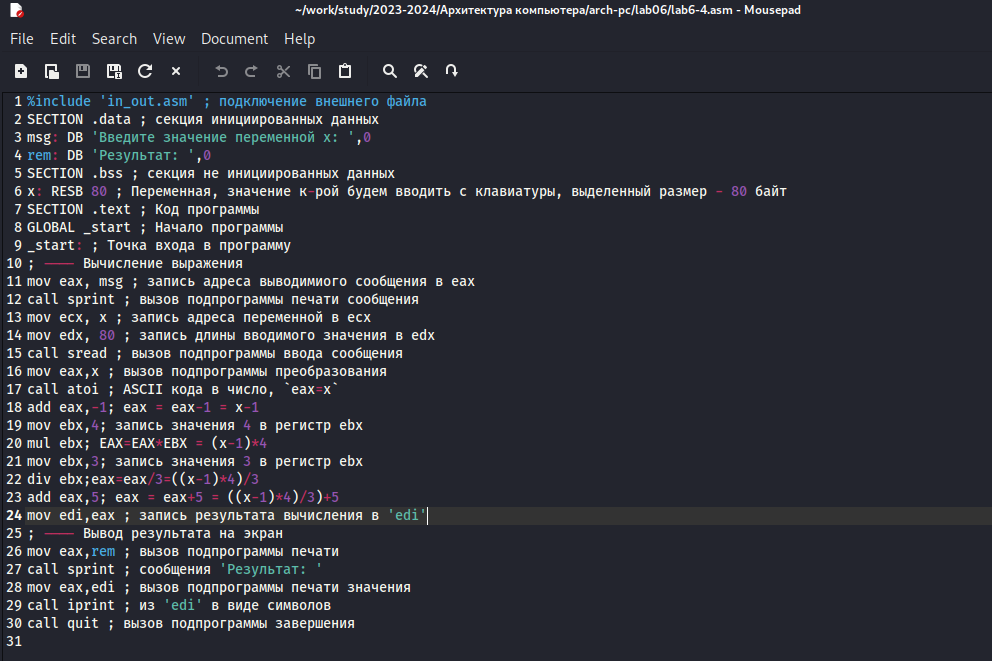 ~/work/study/2023-2024/Архитектура компьютера/arch-pc/lab06/lab6-4.asm - Mousepad
File Edit Search View Document Help
1 %include 'in_out.asm' ; подключение внешнего файла
2 SECTION .data ; секция инициированных данных
3 msg: DB 'Введите значение переменной х: ',0
4 rem: DB 'Результат: ',0
5 SECTION .bss ; секция не инициированных данных
6 x: RESB 80 ; Переменная, значение к-рой будем вводить с клавиатуры, выделенный размер - 80 байт
7 SECTION .text ; Код программы
8 GLOBAL _start ; Начало программы
9 _start: ; Точка входа в программу
10 ; ---- Вычисление выражения
11 mov eax, msg ; запись адреса выводимиого сообщения в eax
12 call sprint ; вызов подпрограммы печати сообщения
13 mov ecx, x ; запись адреса переменной в ecx
14 mov edx, 80 ; запись длины вводимого значения в edx
15 call sread ; вызов подпрограммы ввода сообщения
16 mov eax,x ; вызов подпрограммы преобразования
17 call atoi ; ASCII кода в число, `eax=x`
18 add eax,-1; eax = eax-1 = x-1
19 mov ebx,4; запись значения 4 в регистр ebx
20 mul ebx; EAX=EAX*EBX = (x-1)*4
21 mov ebx,3; запись значения 3 в регистр ebx
22 div ebx;eax=eax/3=((x-1)*4)/3
23 add eax,5; eax = eax+5 = ((x-1)*4)/3)+5
24 mov edi,eax ; запись результата вычисления в 'edi'
25 ; ---- Вывод результата на экран
26 mov eax,rem ; вызов подпрограммы печати
27 call sprint ; сообщения 'Результат: '
28 mov eax,edi ; вызов подпрограммы печати значения
29 call iprint ; из 'edi' в виде символов
30 call quit ; вызов подпрограммы завершения
31